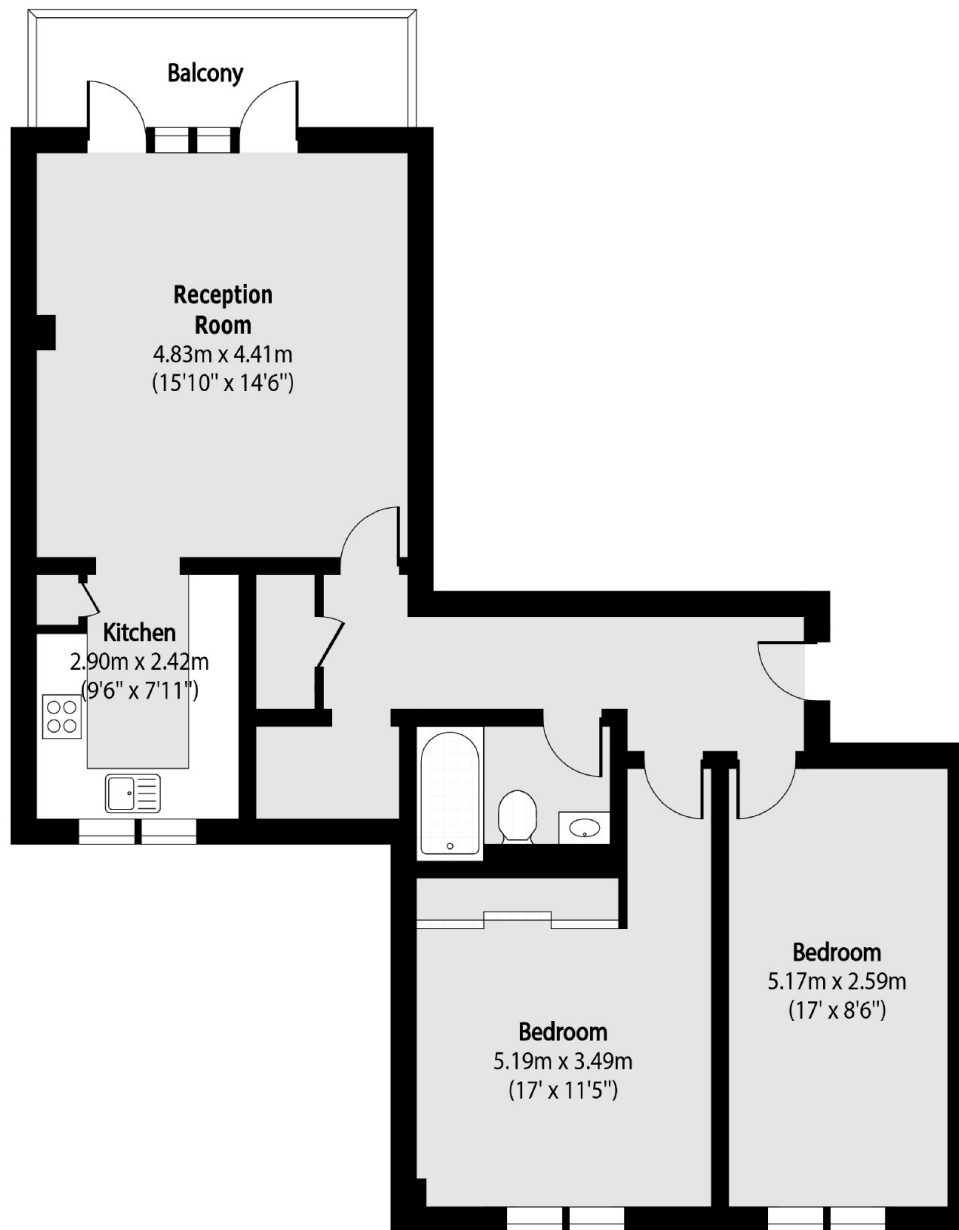 Balcony
Reception
Room
4.83m x 4.41m
(15'10" x 14'6")
Kitchen
2.90m x 2.42m
(9'6" x 7'11")
Bedroom
5.17m x 2.59m
(17' x 8'6")
Bedroom
5.19m x 3.49m
(17' x 11'5")